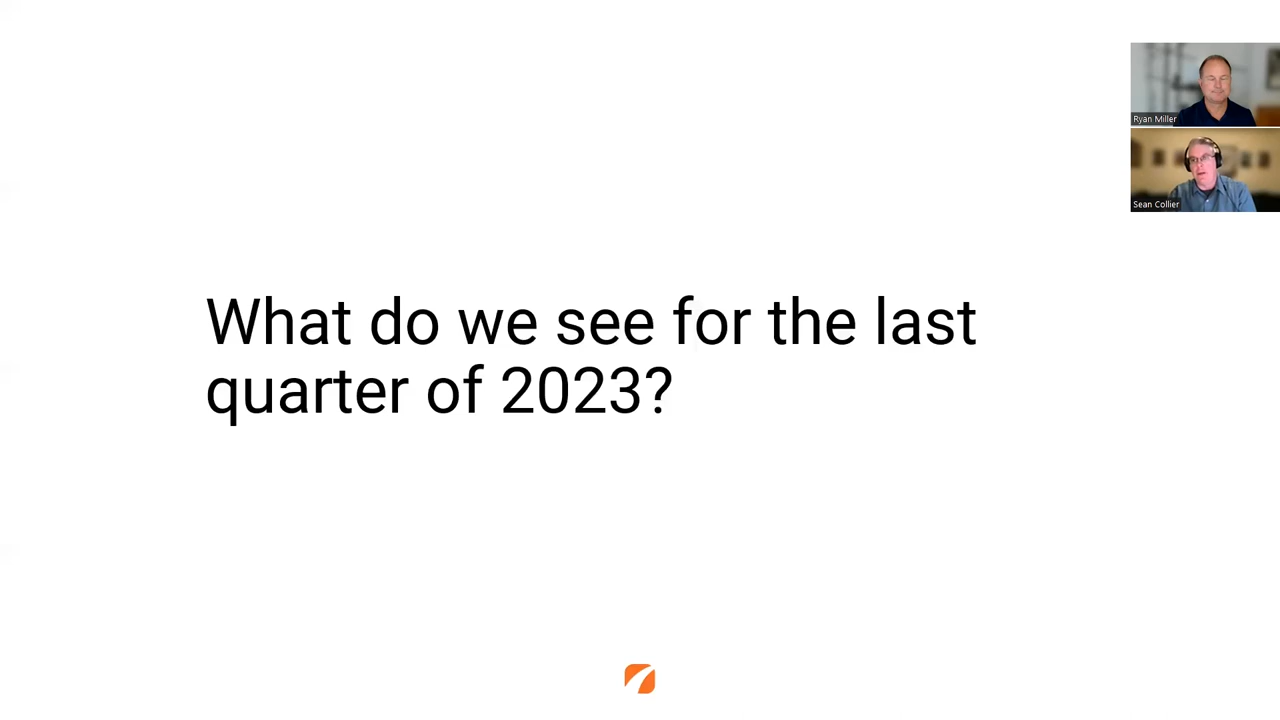 Ryan Miller
Sean Collier
What do we see for the last
quarter of 2023?